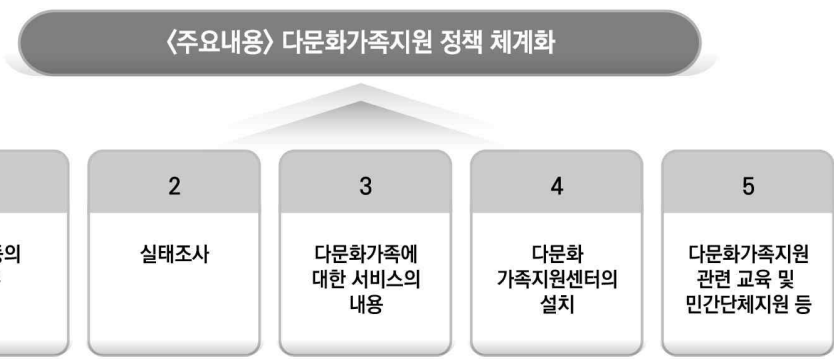 〈주요내용〉 다문화가족지원 정책 체계화
2
실태조사
3
다문화가족에
대한 서비스의
내용
4
다문화
가족지원센터의
설치
5
다문화가족지원
관련 교육 및
민간단체지원 등